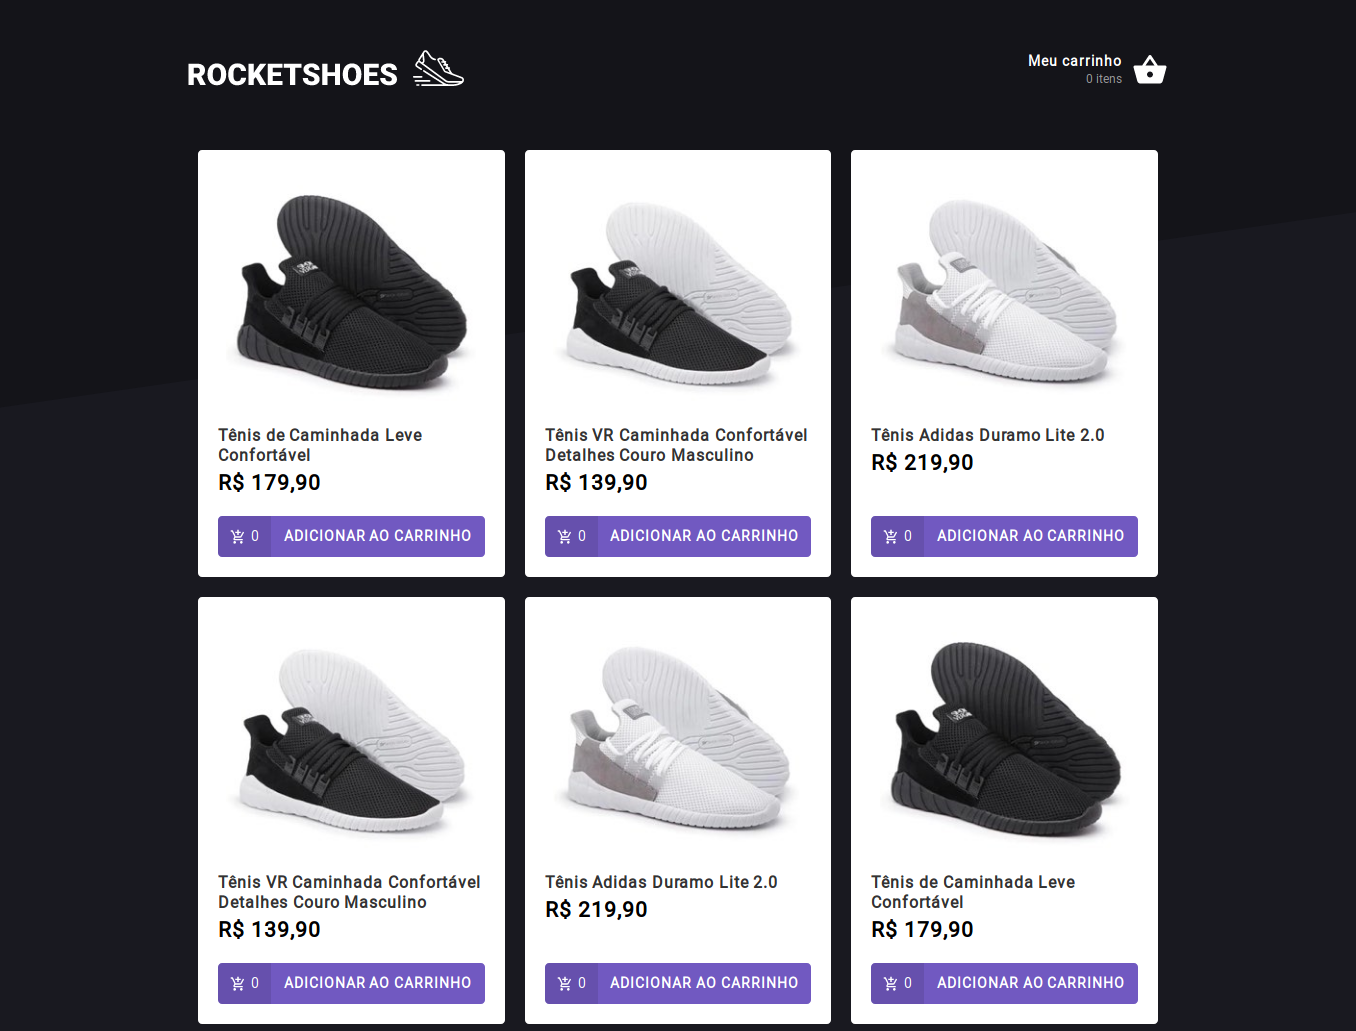 ROCKETSHOES
Meu carrinho
0 itens
Tênis de Caminhada Leve
Confortável
R$ 179,90
0 ADICIONAR AO CARRINHO
Tênis VR Caminhada Confortável
Detalhes Couro Masculino
R$ 139,90
0 ADICIONAR AO CARRINHO
Tênis Adidas Duramo Lite 2.0
R$ 219,90
0 ADICIONAR AO CARRINHO
Tênis VR Caminhada Confortável
Detalhes Couro Masculino
R$ 139,90
0 ADICIONAR AO CARRINHO
Tênis Adidas Duramo Lite 2.0
R$ 219,90
0 ADICIONAR AO CARRINHO
Tênis de Caminhada Leve
Confortável
R$ 179,90
0 ADICIONAR AO CARRINHO